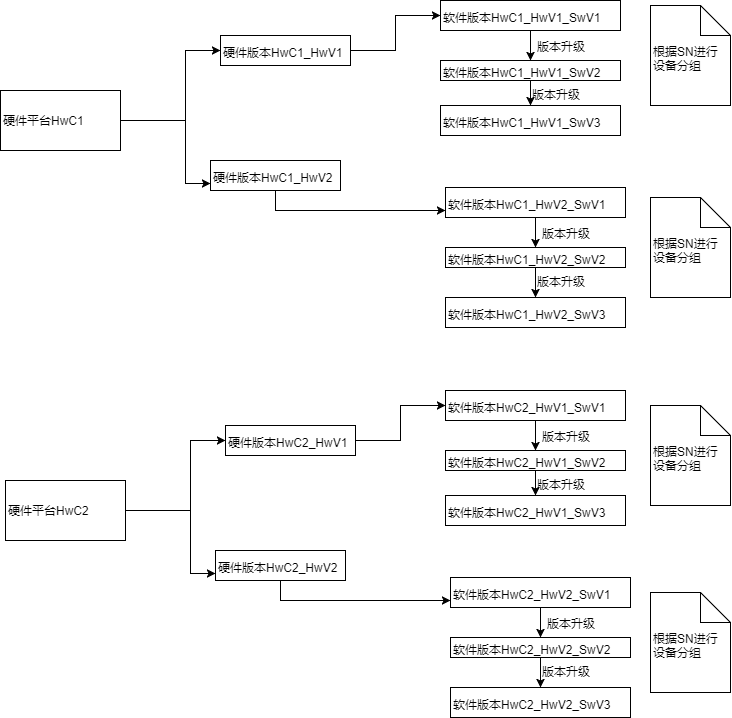 软件版本HwC1_HwV1_SwV1
版本升级
硬件版本HwC1_HwV1
软件版本HwC1_HwV1_SwV2
版本升级
软件版本HwC1_HwV1_SwV3
根据SN进行
设备分组
硬件平台HwC1
硬件版本HwC1_HwV2
软件版本HwC1_HwV2_SwV1
版本升级
软件版本HwC1_HwV2_SwV2
版本升级
软件版本HwC1_HwV2_SwV3
根据SN进行
设备分组
软件版本HwC2_HwV1_SwV1
版本升级
硬件版本HwC2_HwV1
软件版本HwC2_HwV1_SwV2
版本升级
软件版本HwC2_HwV1_SwV3
根据SN进行
设备分组
硬件平台HwC2
硬件版本HwC2_HwV2
软件版本HwC2_HwV2_SwV1
版本升级
软件版本HwC2_HwV2_SwV2
版本升级
软件版本HwC2_HwV2_SwV3
根据SN进行
设备分组